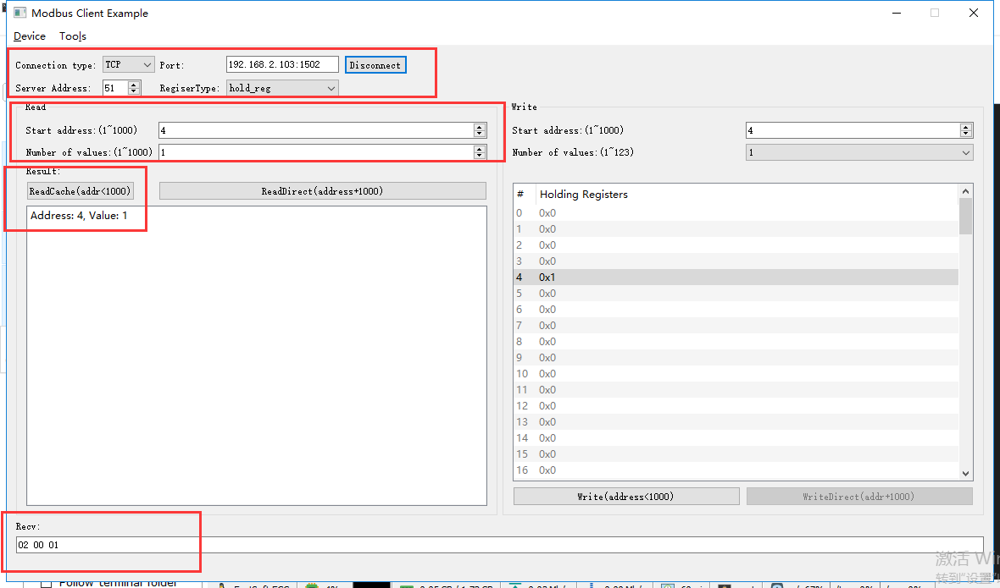 Modbus Client Example
Device Tools
Connection type: TCP Port: 192.168.2.103:1502 Disconnect
Server Address: 51 RegiserType: hold_reg
Read
Start address:(1~1000) 4
Number of values:(1~1000) 1
Result:
ReadCache(addr<1000) ReadDirect(address+1000)
Address: 4, Value: 1
Write
Start address:(1~1000) 4
Number of values:(1~123) 1
# Holding Registers
0 0x0
1 0x0
2 0x0
3 0x0
4 0x1
5 0x0
6 0x0
7 0x0
8 0x0
9 0x0
10 0x0
11 0x0
12 0x0
13 0x0
14 0x0
15 0x0
16 0x0
Write(address<1000) WriteDirect(addr+1000)
Recv:
02 00 01
激活 Win
转到"设置"
Follow terminal folder